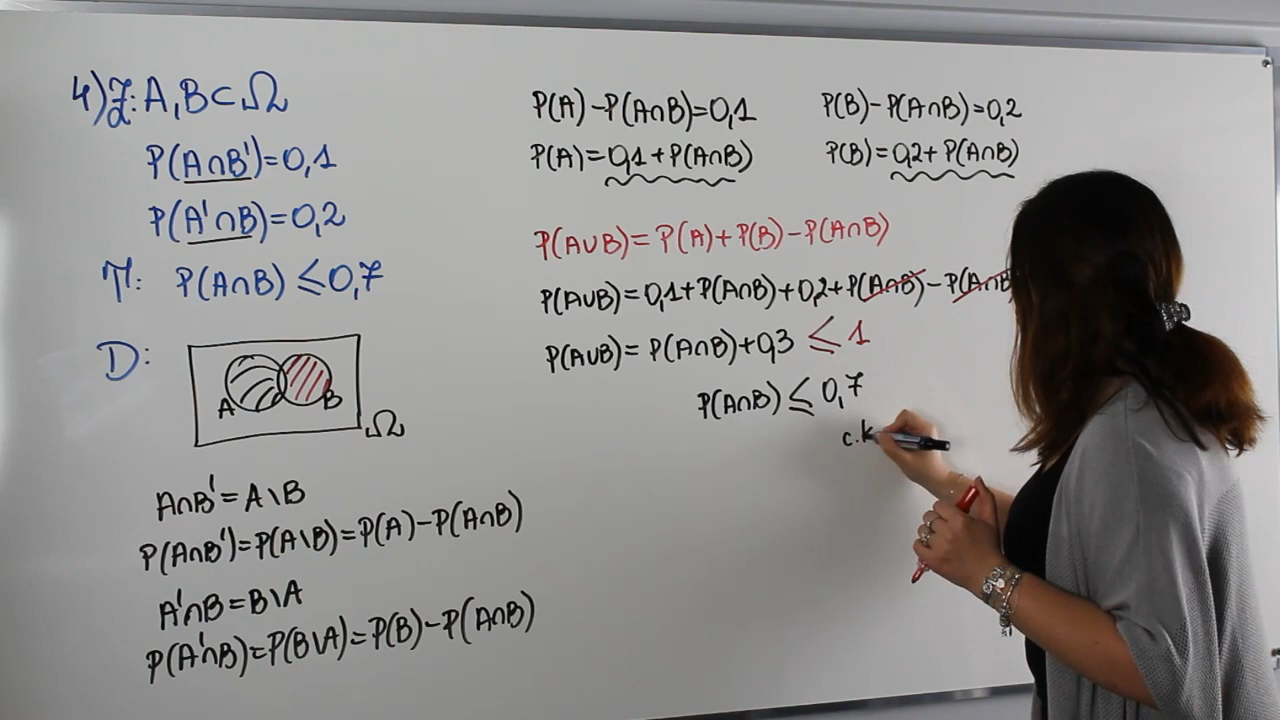 4) Z: A, B ⊂ Ω
P(A∩B')=0,1
P(A'∩B)=0,2
T: P(A∩B) ≤ 0,7
D:
A
B
Ω
A∩B' = A\B
P(A∩B')=P(A\B)=P(A)-P(A∩B)
A'∩B = B\A
P(A'∩B)=P(B\A)=P(B)-P(A∩B)
P(A)-P(A∩B)=0,1
P(A)=0,1+P(A∩B)
P(B)-P(A∩B)=0,2
P(B)=0,2+P(A∩B)
P(A∪B)=P(A)+P(B)-P(A∩B)
P(A∪B)=0,1+P(A∩B)+0,2+P(A∩B)-P(A∩B
P(A∪B)=P(A∩B)+0,3 ≤ 1
P(A∩B) ≤ 0,7
c.k